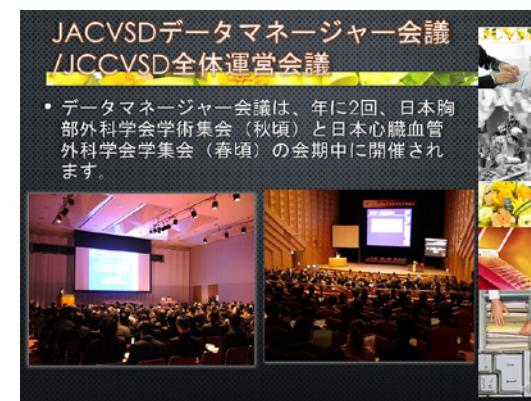 JACVSDデータマネージャー会議
/JCCVSD全体運営会議
• データマネージャー会議は、年に2回、日本胸
部外科学会学術集会（秋頃）と日本心臓血管
外科学会学集会（春頃）の会期中に開催され
ます。